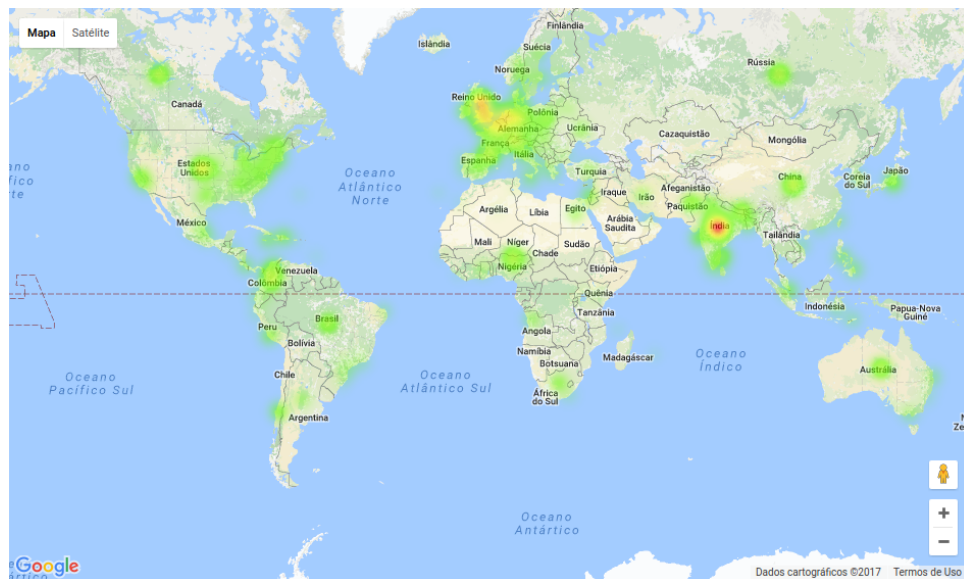 Mapa Satélite
Finlândia
Islândia
Suécia
Noruega
Rússia
Reino Unido
Canadá
Polônia
Alemanha
Ucrânia
Cazaquistão
Mongólia
França
Espanha
Itália
Estados
Unidos
Oceano
Atlântico
Norte
Turquia
China
Coreia
do Sul
Japão
Iraque
Irã
Afeganistão
Paquistão
Argélia
Líbia
Egito
Arábia
Saudita
Índia
México
Mali
Níger
Chade
Sudão
Tailândia
Venezuela
Colômbia
Nigéria
Etiópia
Quênia
Indonésia
Papua-Nova
Guiné
Tanzânia
Brasil
Peru
Bolívia
Angola
Namíbia
Botsuana
Madagáscar
Oceano
Índico
Oceano
Pacífico Sul
Chile
Oceano
Atlântico Sul
Austrália
África
do Sul
Argentina
Oceano
Antártico
+
−
Google
Dados cartográficos ©2017 Termos de Uso